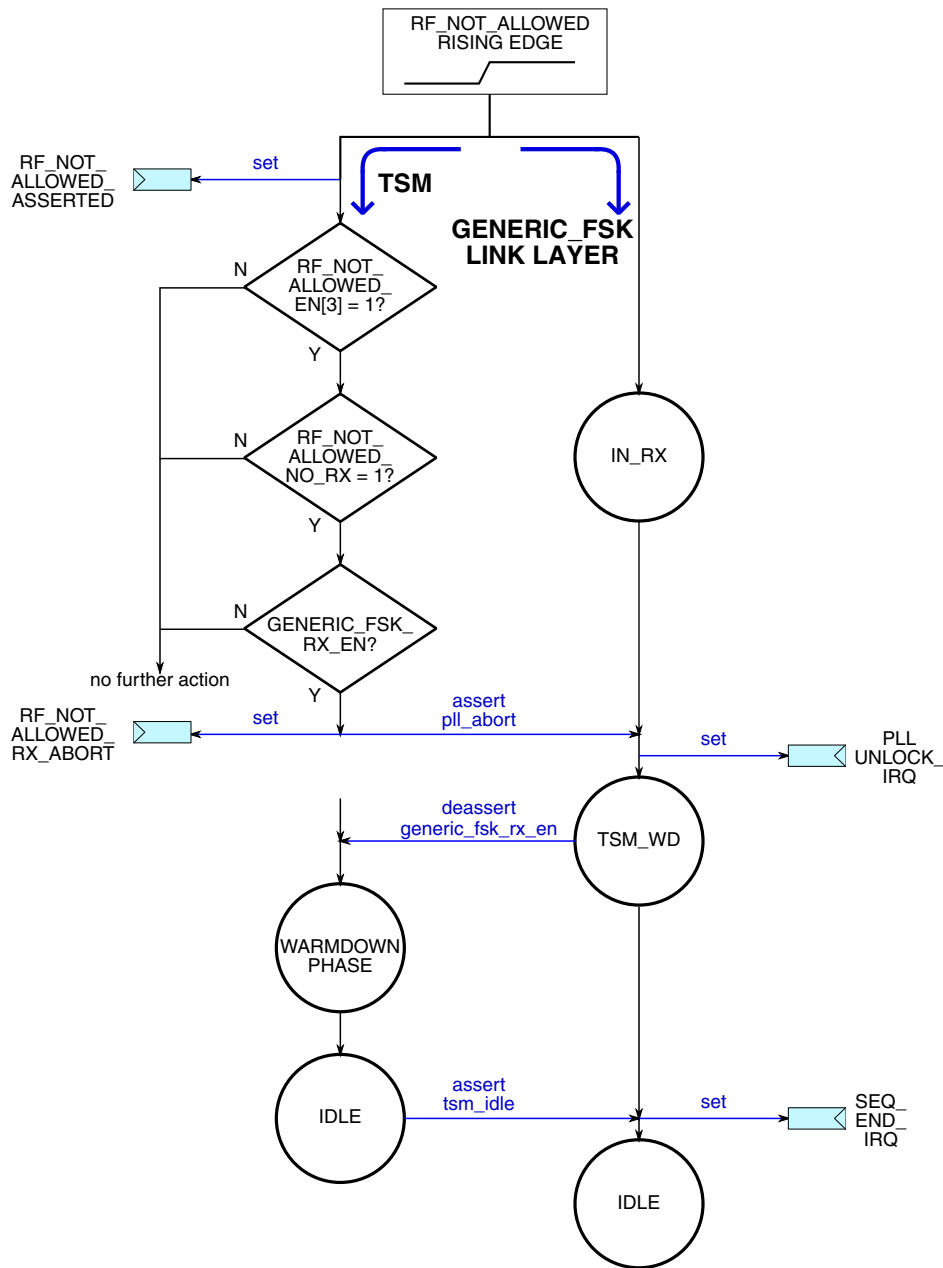 RF_NOT_ALLOWED
RISING EDGE
RF_NOT_
ALLOWED_
ASSERTED
set
TSM
GENERIC_FSK
LINK LAYER
N
RF_NOT_
ALLOWED_
EN[3] = 1?
Y
N
RF_NOT_
ALLOWED_
NO_RX = 1?
Y
IN_RX
N
GENERIC_FSK_
RX_EN?
Y
no further action
RF_NOT_
ALLOWED_
RX_ABORT
set
assert
pll_abort
set
PLL
UNLOCK_
IRQ
deassert
generic_fsk_rx_en
TSM_WD
WARMDOWN
PHASE
IDLE
assert
tsm_idle
set
SEQ_
END_
IRQ
IDLE